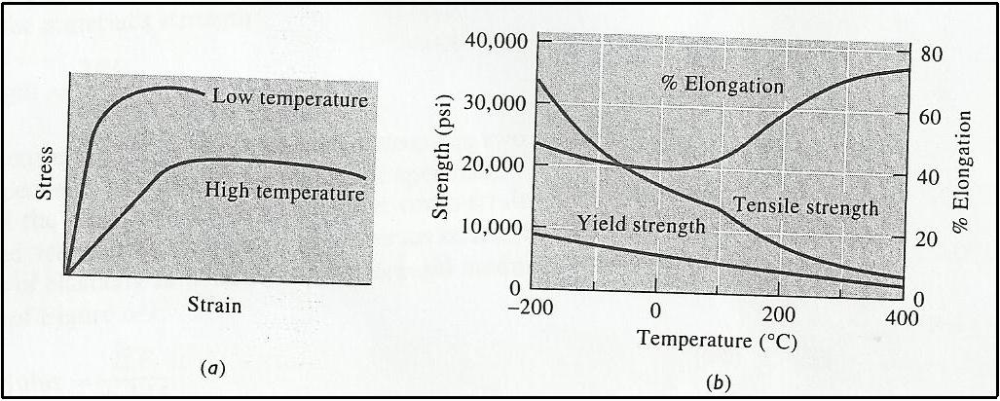 Stress
Low temperature
High temperature
Strain
(a)
Strength (psi)
40,000
30,000
20,000
10,000
0
% Elongation
Tensile strength
Yield strength
80
60
40
20
0
% Elongation
-200
0
200
400
Temperature (°C)
(b)